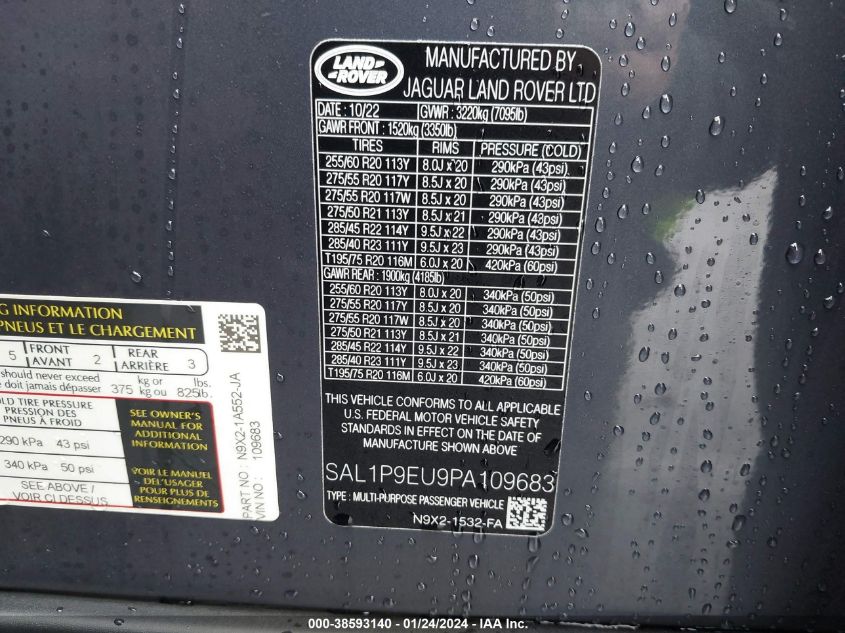 LAND
ROVER
MANUFACTURED BY
JAGUAR LAND ROVER LTD
DATE : 10/22 GVWR : 3220kg (7095lb)
GAWR FRONT : 1520kg (3350lb)
TIRES RIMS PRESSURE (COLD)
255/60 R20 113Y 8.0J x 20 290kPa (43psi)
275/55 R20 117Y 8.5J x 20 290kPa (43psi)
275/55 R20 117W 8.5J x 20 290kPa (43psi)
275/50 R21 113Y 8.5J x 21 290kPa (43psi)
285/45 R22 114Y 9.5J x 22 290kPa (43psi)
285/40 R23 111Y 9.5J x 23 290kPa (43psi)
T195/75 R20 116M 6.0J x 20 420kPa (60psi)
GAWR REAR : 1900kg (4185lb)
255/60 R20 113Y 8.0J x 20 340kPa (50psi)
275/55 R20 117Y 8.5J x 20 340kPa (50psi)
275/55 R20 117W 8.5J x 20 340kPa (50psi)
275/50 R21 113Y 8.5J x 21 340kPa (50psi)
285/45 R22 114Y 9.5J x 22 340kPa (50psi)
285/40 R23 111Y 9.5J x 23 340kPa (50psi)
T195/75 R20 116M 6.0J x 20 420kPa (60psi)
THIS VEHICLE CONFORMS TO ALL APPLICABLE
U.S. FEDERAL MOTOR VEHICLE SAFETY
STANDARDS IN EFFECT ON THE DATE OF
MANUFACTURE SHOWN ABOVE
SAL1P9EU9PA109683
TYPE : MULTI-PURPOSE PASSENGER VEHICLE
N9X2-1532-FA
INFORMATION
PNEUS ET LE CHARGEMENT
5 FRONT AVANT 2 REAR ARRIÈRE 3
should never exceed
doit jamais dépasser 375 kg or kg ou 825 lbs. lb.
TIRE PRESSURE
PRESSION DES
PNEUS À FROID
290 kPa 43 psi
340 kPa 50 psi
SEE ABOVE /
VOIR CI DESSUS
SEE OWNER'S
MANUAL FOR
ADDITIONAL
INFORMATION
VOIR LE MANUEL
DE L'USAGER
POUR PLUS DE
RENSEIGNEMENTS
PART NO : N9X2-1A552-JA
VIN NO : 109683
000-38593140 - 01/24/2024 - IAA Inc.